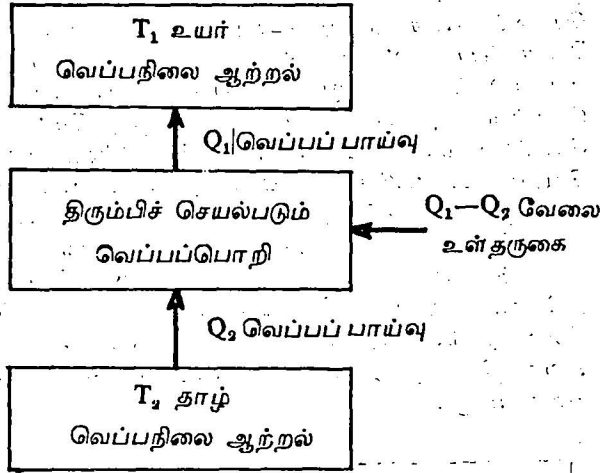 T₁ உயர்
வெப்பநிலை ஆற்றல்
Q₁ வெப்பப் பாய்வு
திரும்பிச் செயல்படும்
வெப்பப்பொறி
Q₁—Q₂ வேலை
உள் தருகை
Q₂ வெப்பப் பாய்வு
T₂ தாழ்
வெப்பநிலை ஆற்றல்